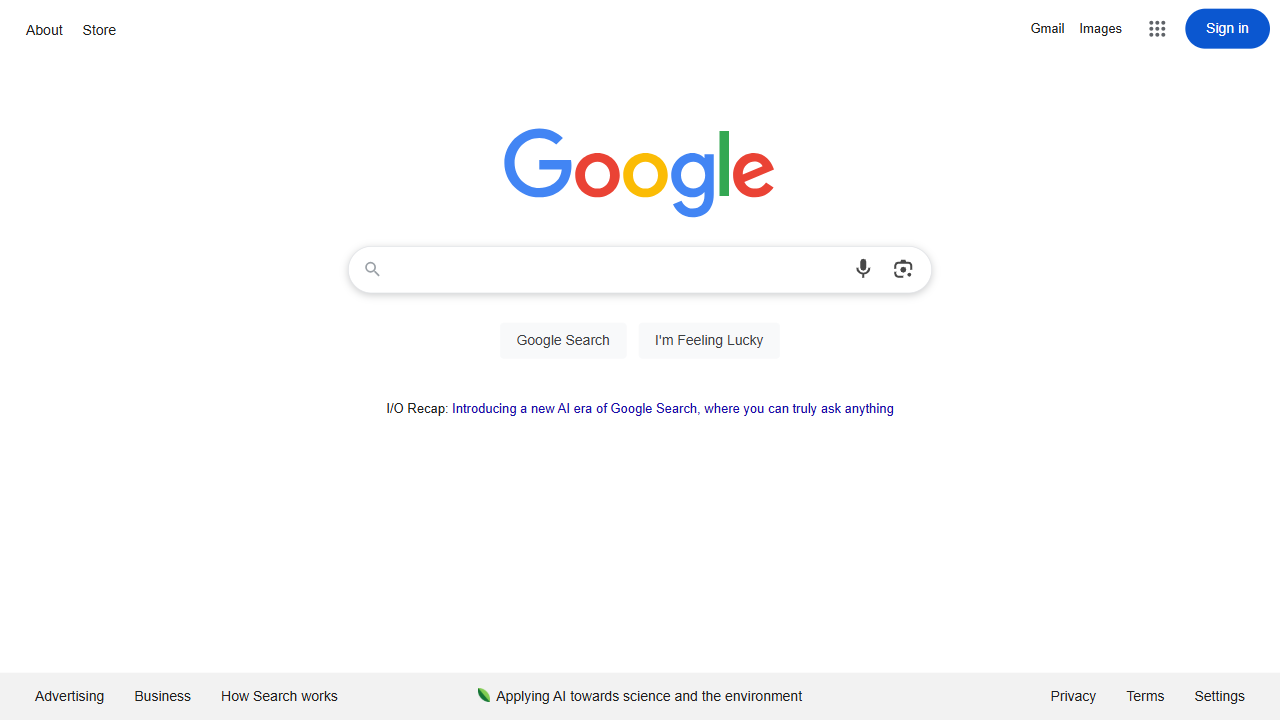 About Store Gmail Images Sign in
Google
Google Search I'm Feeling Lucky
I/O Recap: Introducing a new AI era of Google Search, where you can truly ask anything
Advertising Business How Search works Applying AI towards science and the environment Privacy Terms Settings